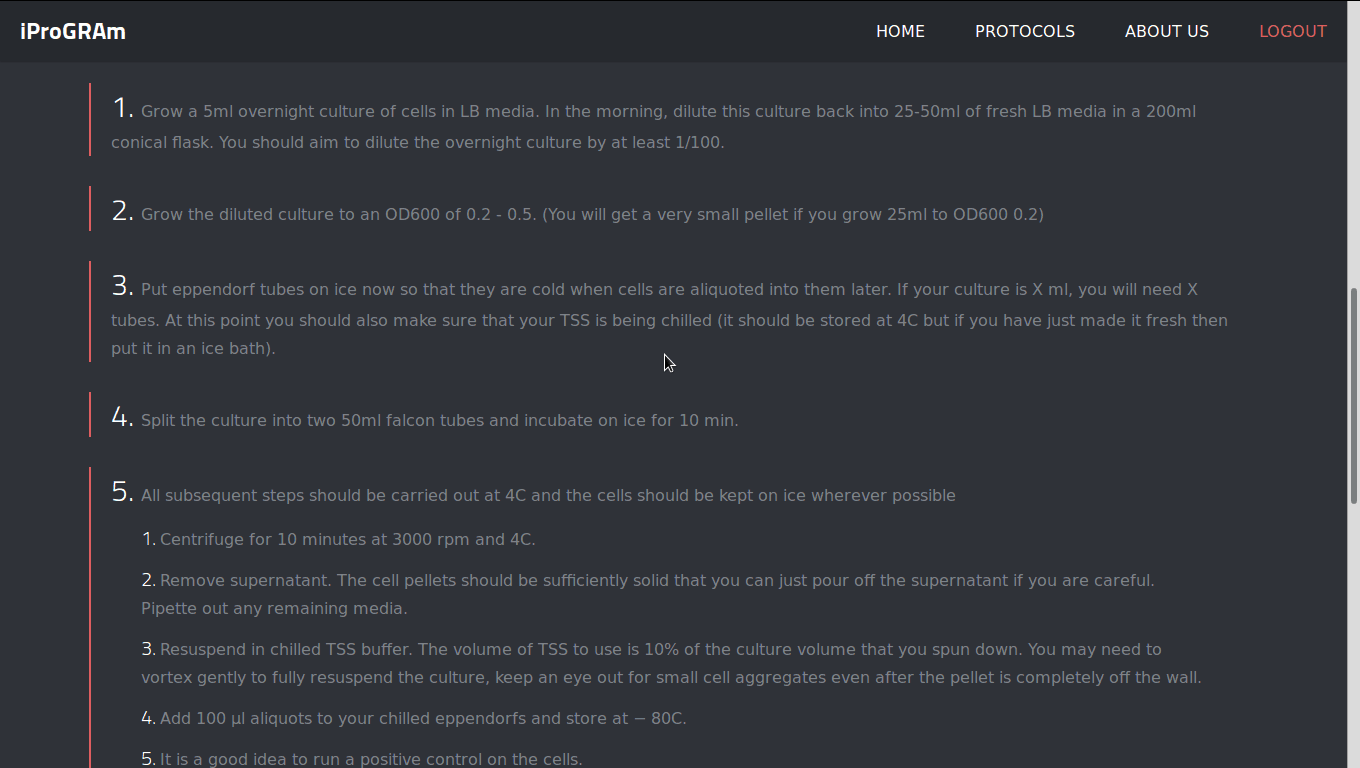 iProGRAm HOME PROTOCOLS ABOUT US LOGOUT
1. Grow a 5ml overnight culture of cells in LB media. In the morning, dilute this culture back into 25-50ml of fresh LB media in a 200ml
conical flask. You should aim to dilute the overnight culture by at least 1/100.
2. Grow the diluted culture to an OD600 of 0.2 - 0.5. (You will get a very small pellet if you grow 25ml to OD600 0.2)
3. Put eppendorf tubes on ice now so that they are cold when cells are aliquoted into them later. If your culture is X ml, you will need X
tubes. At this point you should also make sure that your TSS is being chilled (it should be stored at 4C but if you have just made it fresh then
put it in an ice bath).
4. Split the culture into two 50ml falcon tubes and incubate on ice for 10 min.
5. All subsequent steps should be carried out at 4C and the cells should be kept on ice wherever possible
1. Centrifuge for 10 minutes at 3000 rpm and 4C.
2. Remove supernatant. The cell pellets should be sufficiently solid that you can just pour off the supernatant if you are careful.
Pipette out any remaining media.
3. Resuspend in chilled TSS buffer. The volume of TSS to use is 10% of the culture volume that you spun down. You may need to
vortex gently to fully resuspend the culture, keep an eye out for small cell aggregates even after the pellet is completely off the wall.
4. Add 100 µl aliquots to your chilled eppendorfs and store at − 80C.
5. It is a good idea to run a positive control on the cells.